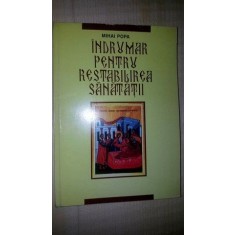 MIHAI POPA
ÎNDRUMAR
PENTRU
RESTABILIREA
SĂNĂTĂȚII